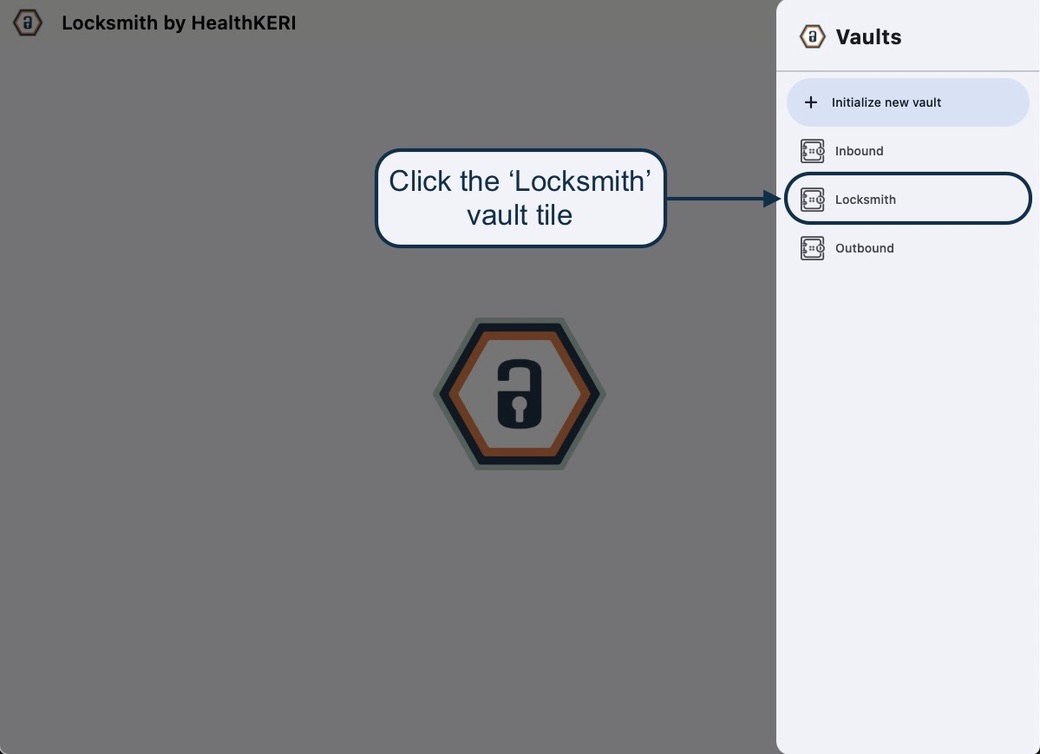 Locksmith by HealthKERI
Vaults
Initialize new vault
Inbound
Click the ‘Locksmith’
vault tile
Locksmith
Outbound